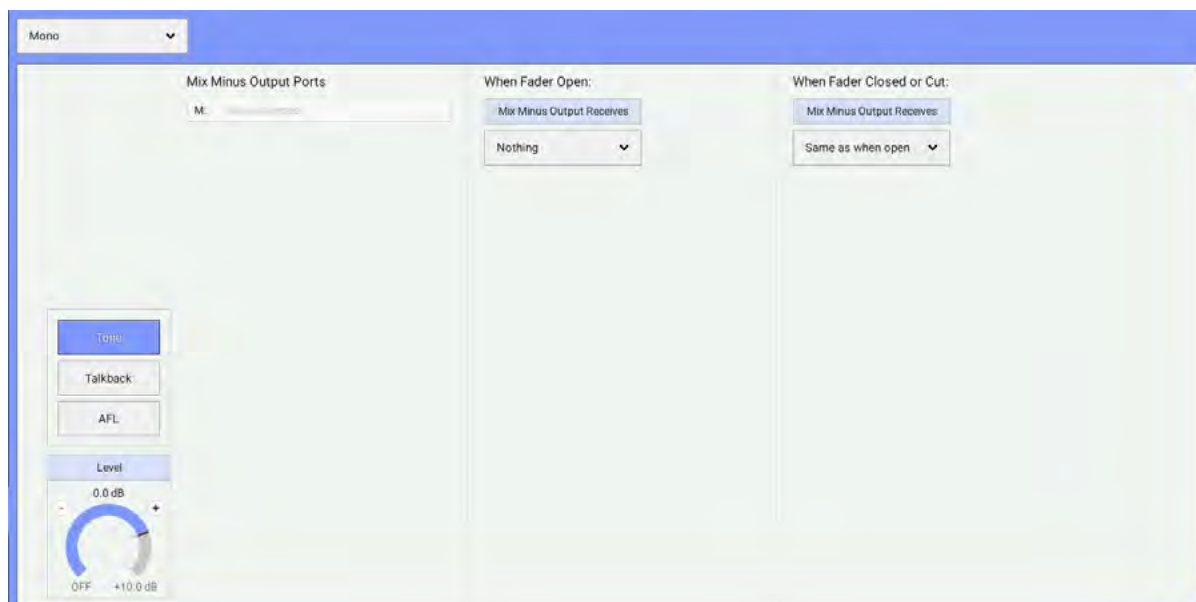 Mono
Mix Minus Output Ports
When Fader Open:
When Fader Closed or Cut:
M:
Mix Minus Output Receives
Mix Minus Output Receives
Nothing
Same as when open
Tone
Talkback
AFL
Level
0.0 dB
- +
OFF +10.0 dB